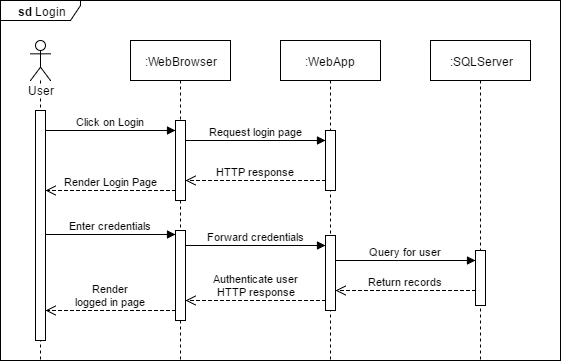 sd Login
:WebBrowser
:WebApp
:SQLServer
User
Click on Login
Request login page
HTTP response
Render Login Page
Enter credentials
Forward credentials
Query for user
Return records
Authenticate user
HTTP response
Render
logged in page